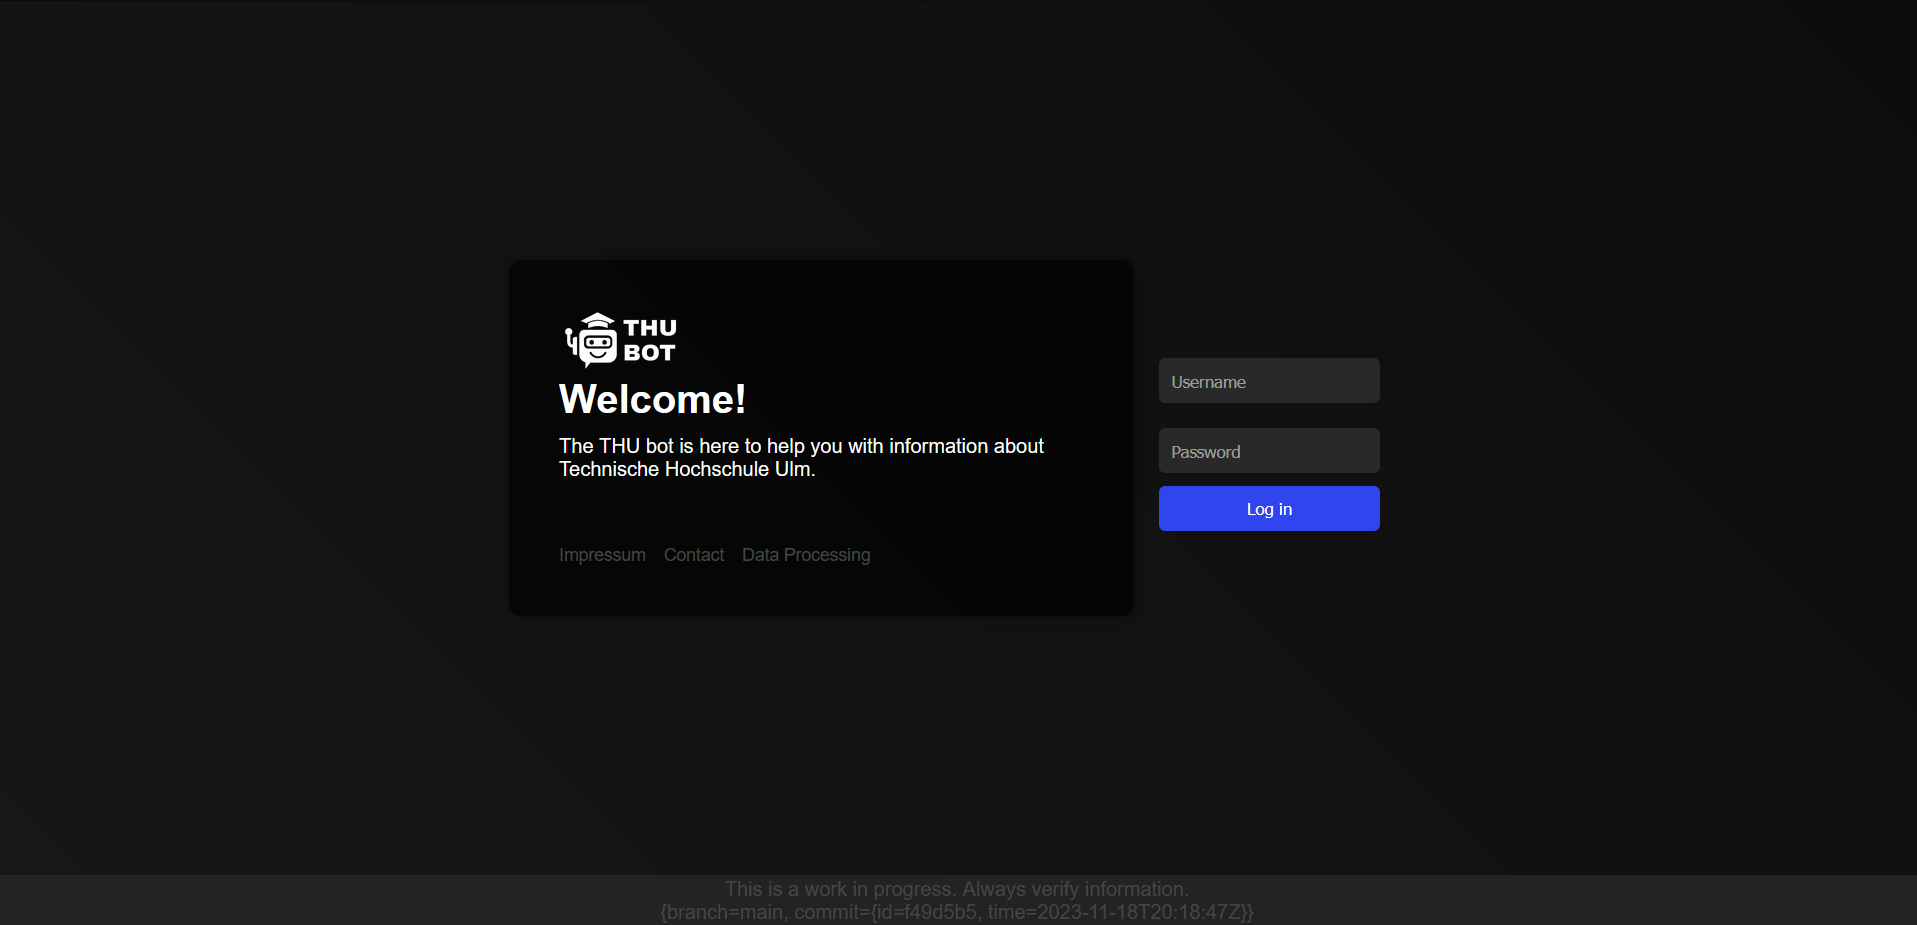 THU
BOT
Welcome!
The THU bot is here to help you with information about
Technische Hochschule Ulm.
Impressum Contact Data Processing
Username
Password
Log in
This is a work in progress. Always verify information.
{branch=main, commit={id=f49d5b5, time=2023-11-18T20:18:47Z}}